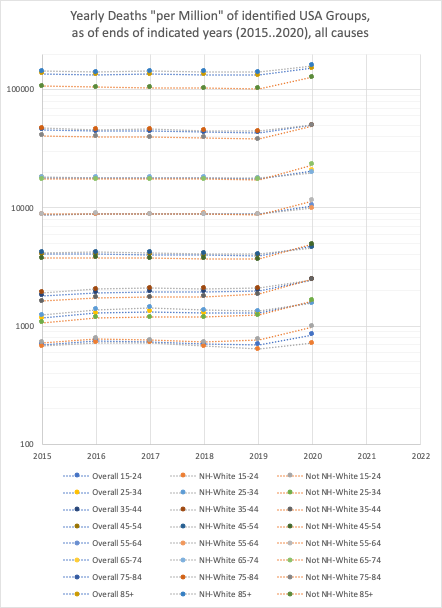 Yearly Deaths "per Million" of identified USA Groups,
as of ends of indicated years (2015..2020), all causes
100000
10000
1000
100
2015 2016 2017 2018 2019 2020 2021 2022
Overall 15-24 NH-White 15-24 Not NH-White 15-24
Overall 25-34 NH-White 25-34 Not NH-White 25-34
Overall 35-44 NH-White 35-44 Not NH-White 35-44
Overall 45-54 NH-White 45-54 Not NH-White 45-54
Overall 55-64 NH-White 55-64 Not NH-White 55-64
Overall 65-74 NH-White 65-74 Not NH-White 65-74
Overall 75-84 NH-White 75-84 Not NH-White 75-84
Overall 85+ NH-White 85+ Not NH-White 85+